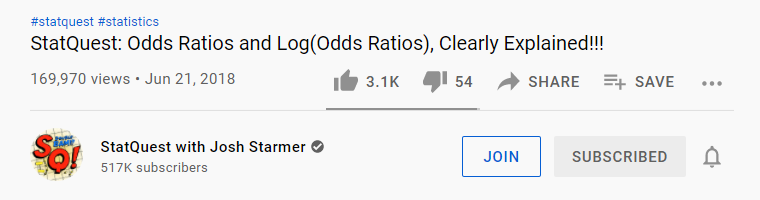 #statquest #statistics
StatQuest: Odds Ratios and Log(Odds Ratios), Clearly Explained!!!
169,970 views • Jun 21, 2018 3.1K 54 SHARE SAVE
SQ!
StatQuest with Josh Starmer
517K subscribers
JOIN SUBSCRIBED